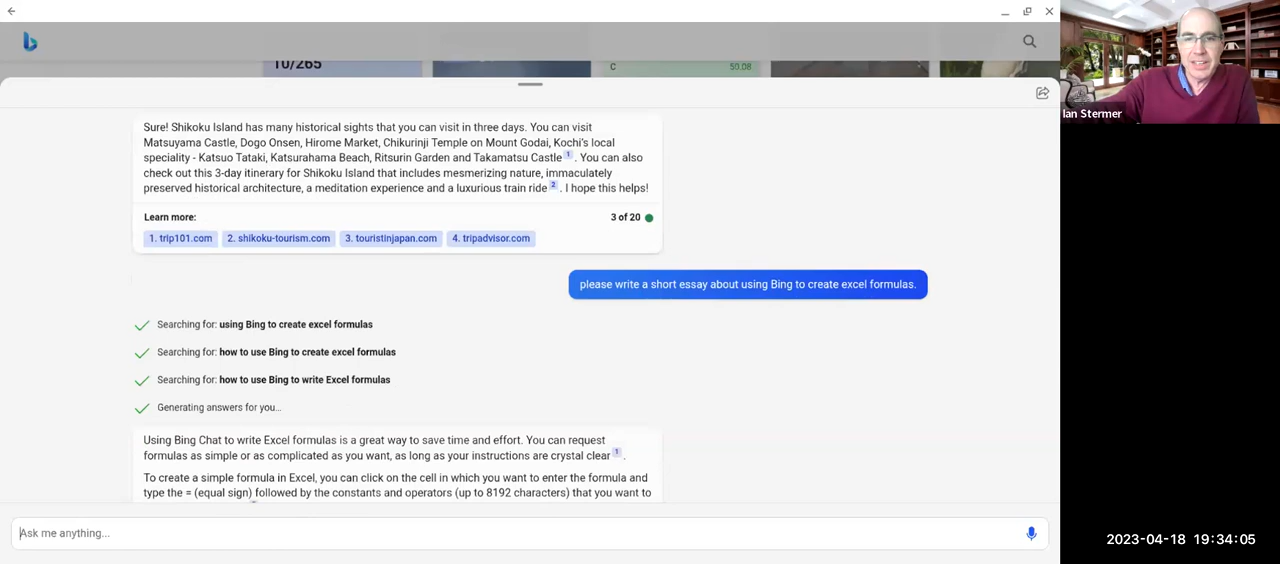 10/265
C 50.08
Sure! Shikoku Island has many historical sights that you can visit in three days. You can visit
Matsuyama Castle, Dogo Onsen, Hirome Market, Chikurinji Temple on Mount Godai, Kochi's local
speciality - Katsuo Tataki, Katsurahama Beach, Ritsurin Garden and Takamatsu Castle 1 . You can also
check out this 3-day itinerary for Shikoku Island that includes mesmerizing nature, immaculately
preserved historical architecture, a meditation experience and a luxurious train ride 2 . I hope this helps!
Learn more: 3 of 20
1. trip101.com 2. shikoku-tourism.com 3. touristinjapan.com 4. tripadvisor.com
please write a short essay about using Bing to create excel formulas.
Searching for: using Bing to create excel formulas
Searching for: how to use Bing to create excel formulas
Searching for: how to use Bing to write Excel formulas
Generating answers for you...
Using Bing Chat to write Excel formulas is a great way to save time and effort. You can request
formulas as simple or as complicated as you want, as long as your instructions are crystal clear 1 .
To create a simple formula in Excel, you can click on the cell in which you want to enter the formula and
type the = (equal sign) followed by the constants and operators (up to 8192 characters) that you want to
Ask me anything...
Ian Stermer
2023-04-18 19:34:05